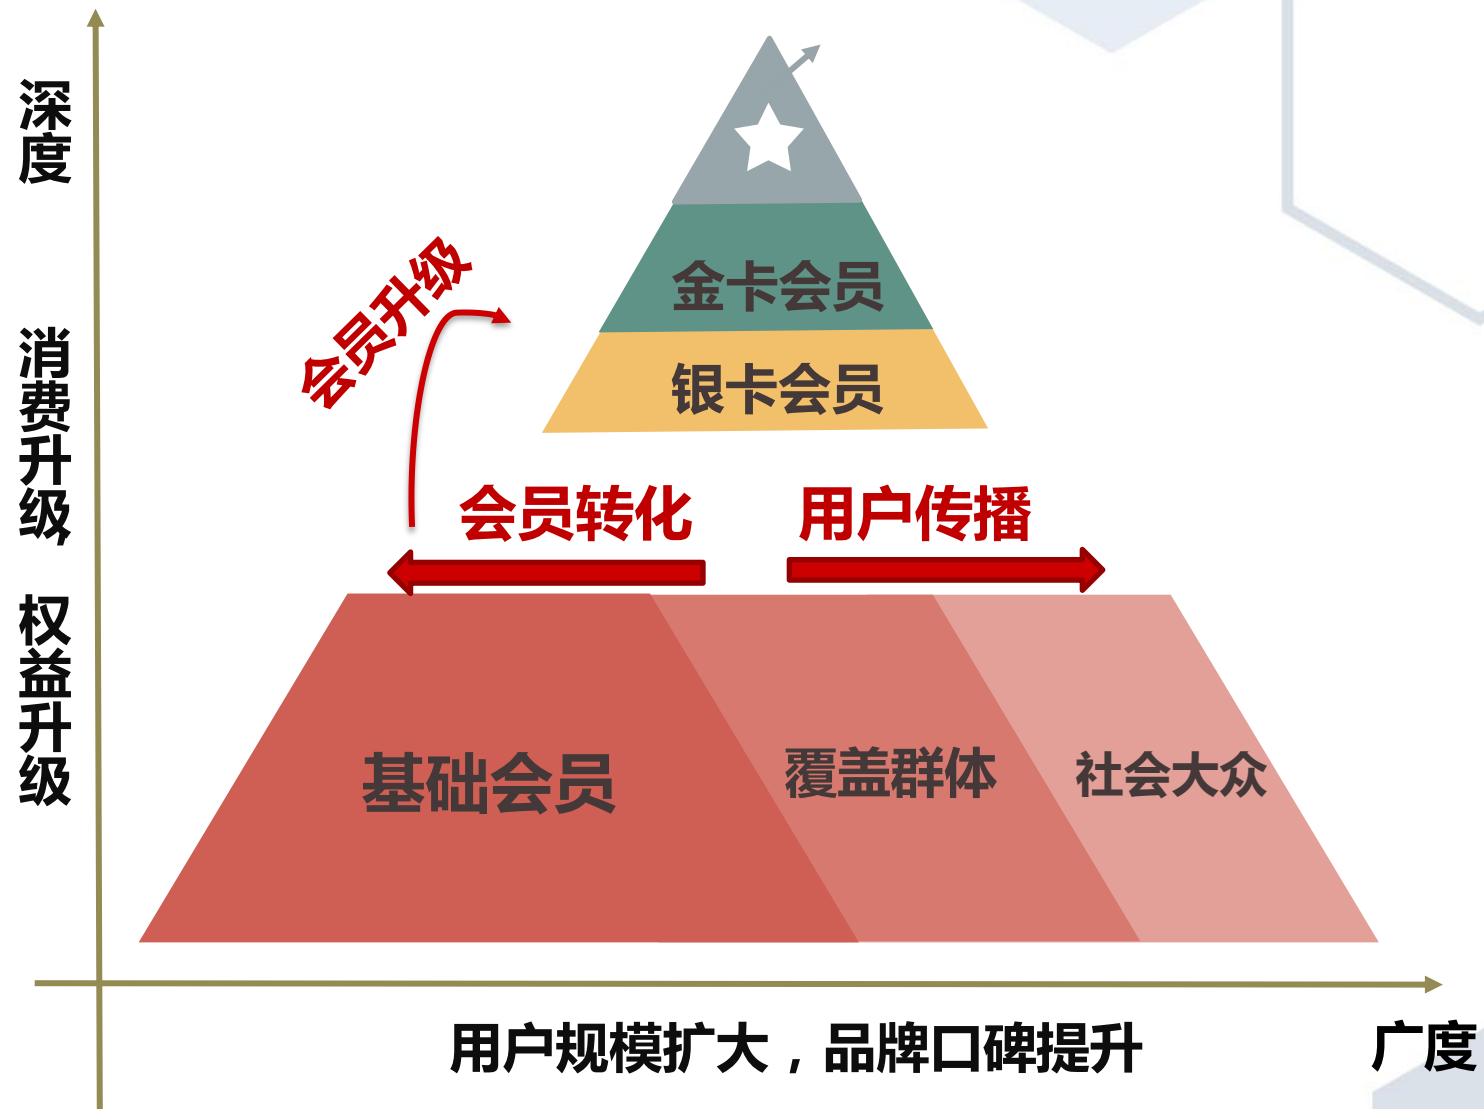 深度
消费升级，权益升级
会员升级
金卡会员
银卡会员
会员转化
用户传播
基础会员
覆盖群体
社会大众
用户规模扩大，品牌口碑提升
广度